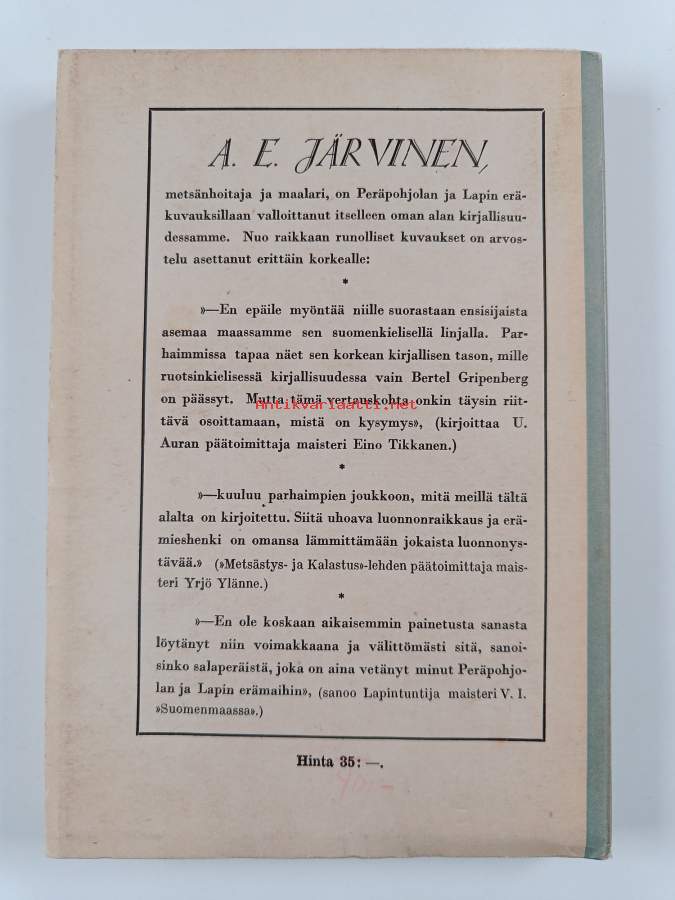 A. E. JÄRVINEN,
metsänhoitaja ja maalari, on Peräpohjolan ja Lapin erä-
kuvauksillaan valloittanut itselleen oman alan kirjallisuu-
dessamme. Nuo raikkaan runolliset kuvaukset on arvos-
telu asettanut erittäin korkealle:
*
»—En epäile myöntää niille suorastaan ensisijaista
asemaa maassamme sen suomenkielisellä linjalla. Par-
haimmissa tapaa näet sen korkean kirjallisen tason, mille
ruotsinkielisessä kirjallisuudessa vain Bertel Gripenberg
on päässyt. Mutta tämä vertauskohta onkin täysin riit-
Antikvariaatti.net
tävä osoittamaan, mistä on kysymys», (kirjoittaa U.
Auran päätoimittaja maisteri Eino Tikkanen.)
*
»—kuuluu parhaimpien joukkoon, mitä meillä tältä
alalta on kirjoitettu. Siitä uhoava luonnonraikkaus ja erä-
mieshenki on omansa lämmittämään jokaista luonnonys-
tävää.» (»Metsästys- ja Kalastus»-lehden päätoimittaja mais-
teri Yrjö Ylänne.)
*
»—En ole koskaan aikaisemmin painetusta sanasta
löytänyt niin voimakkaana ja välittömästi sitä, sanoi-
sinko salaperäistä, joka on aina vetänyt minut Peräpohjo-
lan ja Lapin erämaihin», (sanoo Lapintuntija maisteri V. I.
»Suomenmaassa».)
Hinta 35: —.